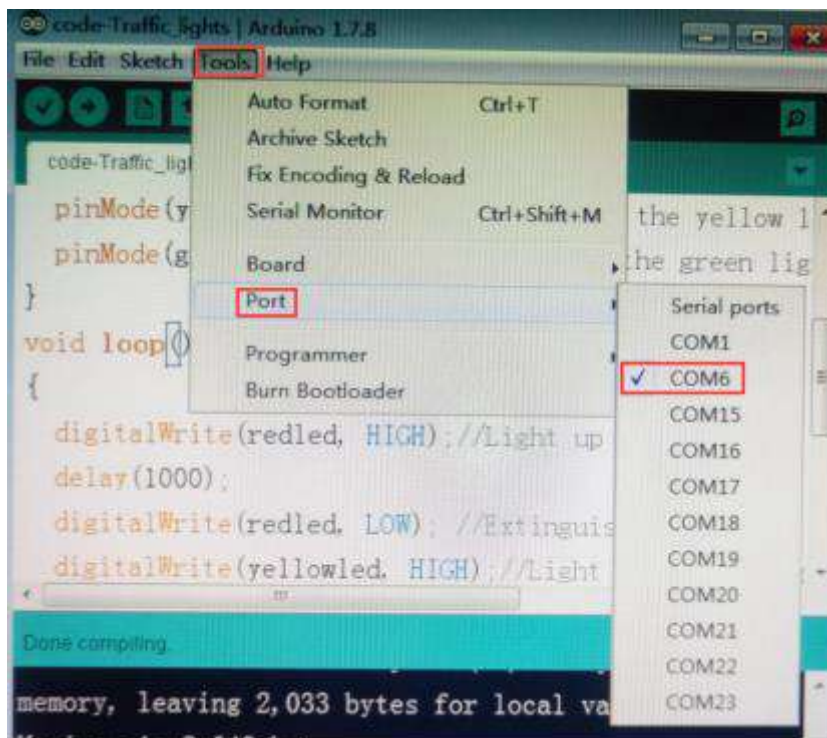 code-Traffic_lights | Arduino 1.7.8
File Edit Sketch Tools Help
Auto Format Ctrl+T
Archive Sketch
Fix Encoding & Reload
Serial Monitor Ctrl+Shift+M
Board
Port
Programmer
Burn Bootloader
Serial ports
COM1
✓ COM6
COM15
COM16
COM17
COM18
COM19
COM20
COM21
COM22
COM23
code-Traffic_ligh
pinMode(y the yellow l
pinMode(g the green lig
}
void loop()
{
digitalWrite(redled, HIGH);//Light up
delay(1000);
digitalWrite(redled, LOW); //Extinguis
digitalWrite(yellowled, HIGH);//Light
Done compiling.
memory, leaving 2,033 bytes for local va